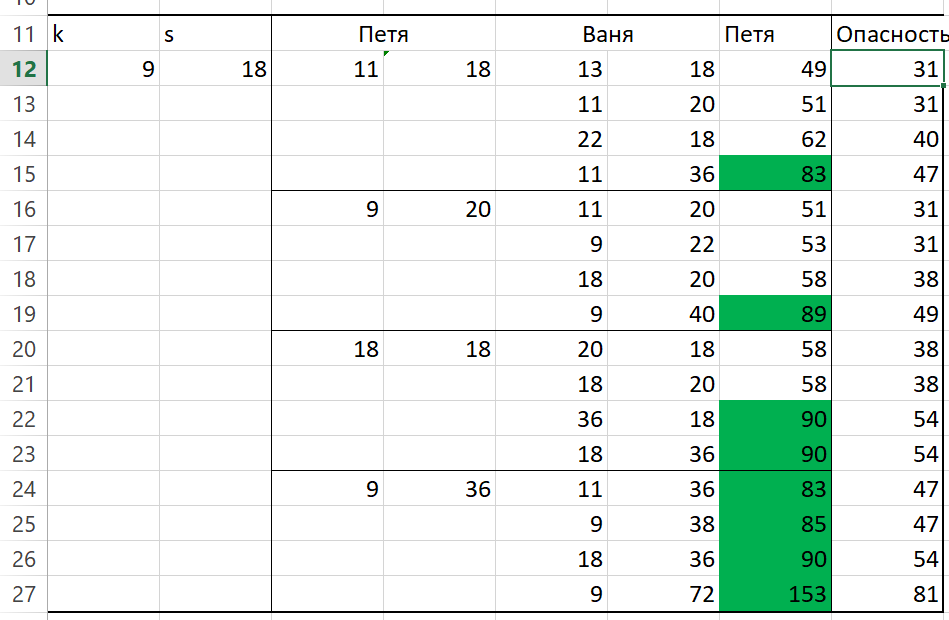 11 k s Петя Ваня Петя Опасность
12 9 18 11 18 13 18 49 31
13 11 20 51 31
14 22 18 62 40
15 11 36 83 47
16 9 20 11 20 51 31
17 9 22 53 31
18 18 20 58 38
19 9 40 89 49
20 18 18 20 18 58 38
21 18 20 58 38
22 36 18 90 54
23 18 36 90 54
24 9 36 11 36 83 47
25 9 38 85 47
26 18 36 90 54
27 9 72 153 81